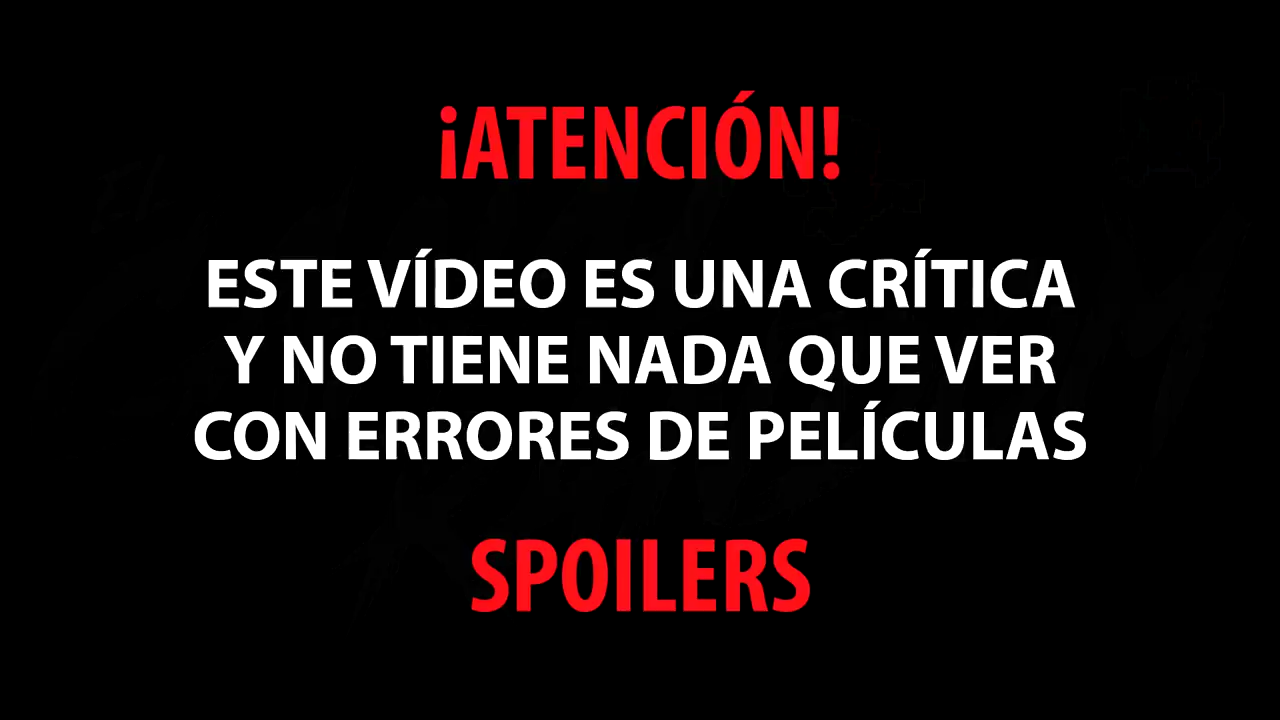 ¡ATENCIÓN!
ESTE VÍDEO ES UNA CRÍTICA
Y NO TIENE NADA QUE VER
CON ERRORES DE PELÍCULAS
SPOILERS